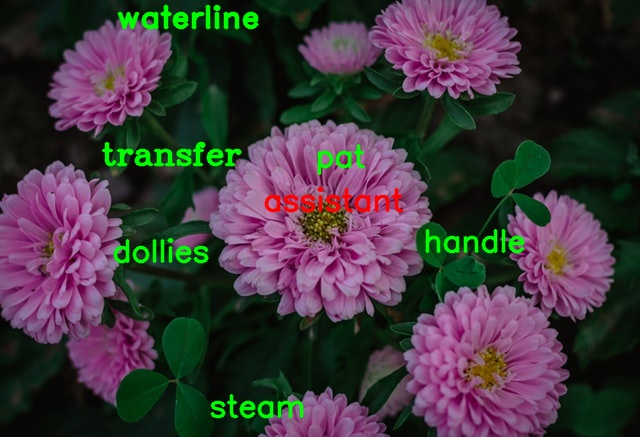 waterline
transfer
pat
assistant
handle
dollies
steam